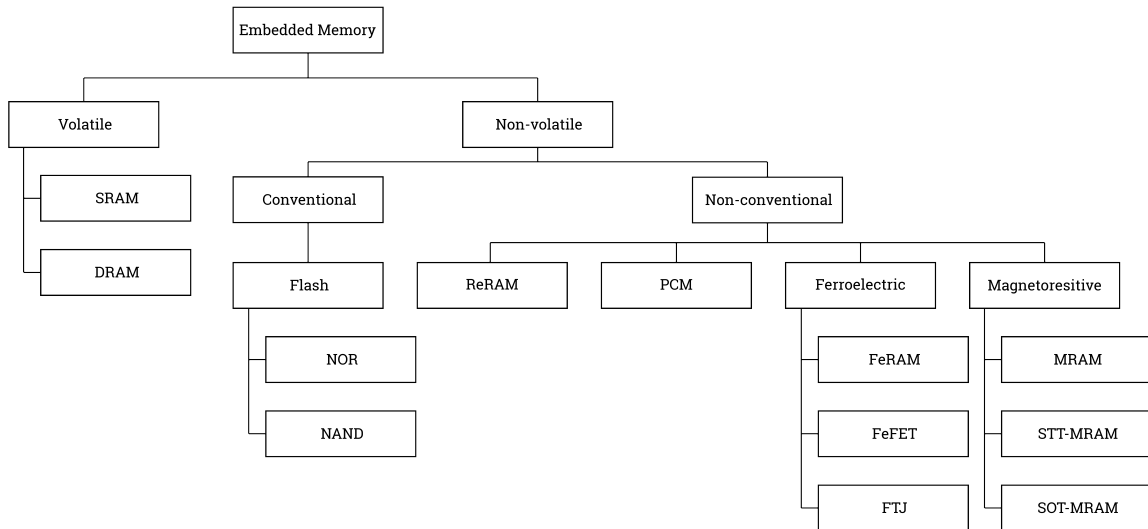 Embedded Memory
Volatile
Non-volatile
SRAM
Conventional
Non-conventional
DRAM
Flash
ReRAM
PCM
Ferroelectric
Magnetoresitive
NOR
FeRAM
MRAM
NAND
FeFET
STT-MRAM
FTJ
SOT-MRAM